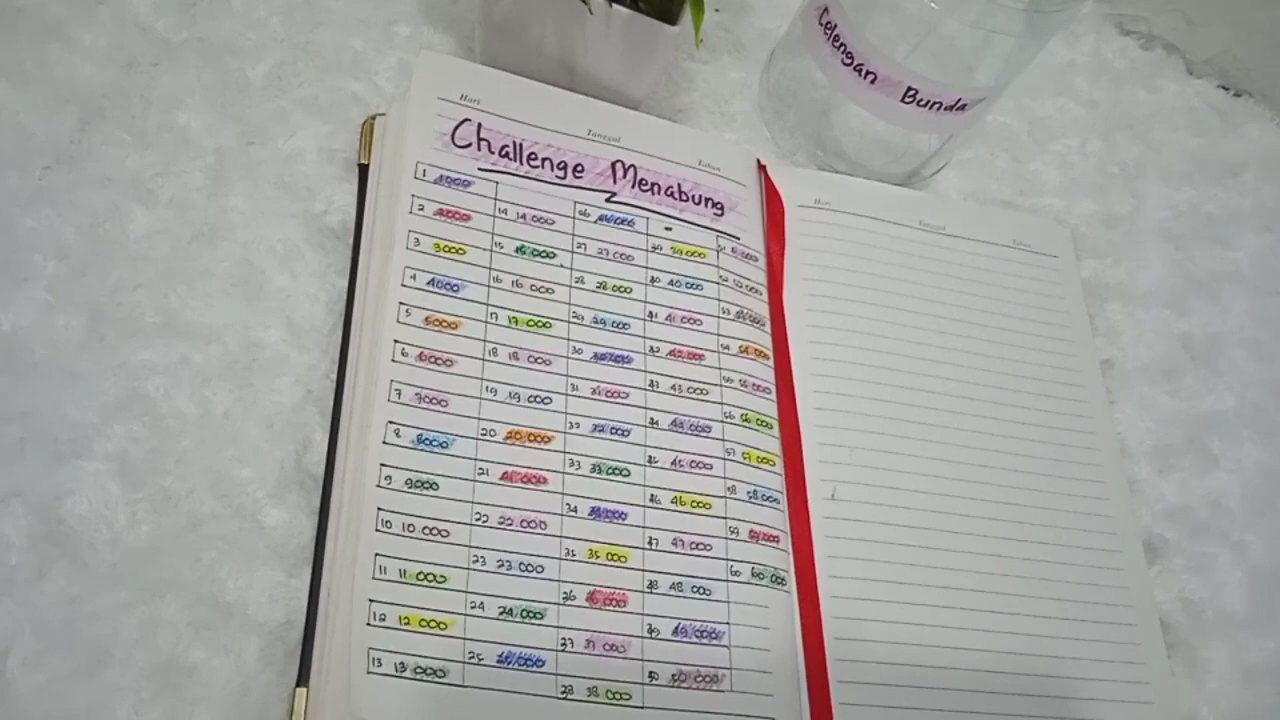 Celengan Bunda
Hari
Tanggal
Tahun
Challenge Menabung
1 1000
2 2000
3 3000
4 4000
5 5000
6 6000
7 7000
8 8000
9 9000
10 10.000
11 11.000
12 12 000
13 13 000
14 14 000
15 15 000
16 16 000
17 17 000
18 18 000
19 19.000
20 20.000
21 21.000
22 22.000
23 23 000
24 24 000
25 25.000
26 26.000
27 27 000
28 28 000
29 29.000
30 30.000
31 31.000
32 32.000
33 33 000
34 34.000
35 35 000
36 36.000
37 37 000
38 38 000
39 39 000
40 40 000
41 41 000
42 42.000
43 43 000
44 44.000
45 45 000
46 46 000
47 47 000
48 48 000
49 49.000
50 50.000
51 51.000
52 52.000
53 53.000
54 54.000
55 55 000
56 56 000
57 57 000
58 58.000
59 59.000
60 60.000
Hari
Tanggal
Tahun